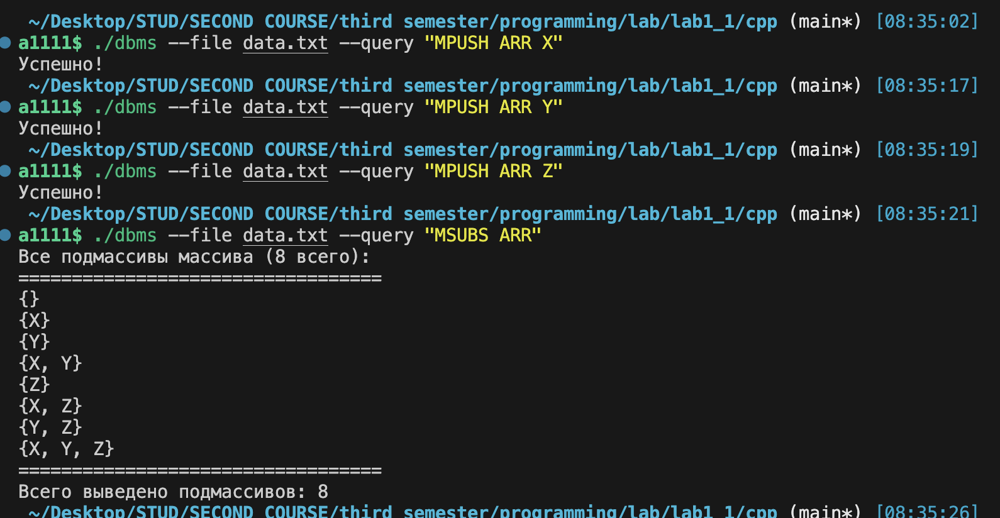 ~/Desktop/STUD/SECOND COURSE/third semester/programming/lab/lab1_1/cpp (main*) [08:35:02]
a1111$ ./dbms --file data.txt --query "MPUSH ARR X"
Успешно!
~/Desktop/STUD/SECOND COURSE/third semester/programming/lab/lab1_1/cpp (main*) [08:35:17]
a1111$ ./dbms --file data.txt --query "MPUSH ARR Y"
Успешно!
~/Desktop/STUD/SECOND COURSE/third semester/programming/lab/lab1_1/cpp (main*) [08:35:19]
a1111$ ./dbms --file data.txt --query "MPUSH ARR Z"
Успешно!
~/Desktop/STUD/SECOND COURSE/third semester/programming/lab/lab1_1/cpp (main*) [08:35:21]
a1111$ ./dbms --file data.txt --query "MSUBS ARR"
Все подмассивы массива (8 всего):
==================================
{}
{X}
{Y}
{X, Y}
{Z}
{X, Z}
{Y, Z}
{X, Y, Z}
==================================
Всего выведено подмассивов: 8
~/Desktop/STUD/SECOND COURSE/third semester/programming/lab/lab1_1/cpp (main*) [08:35:26]